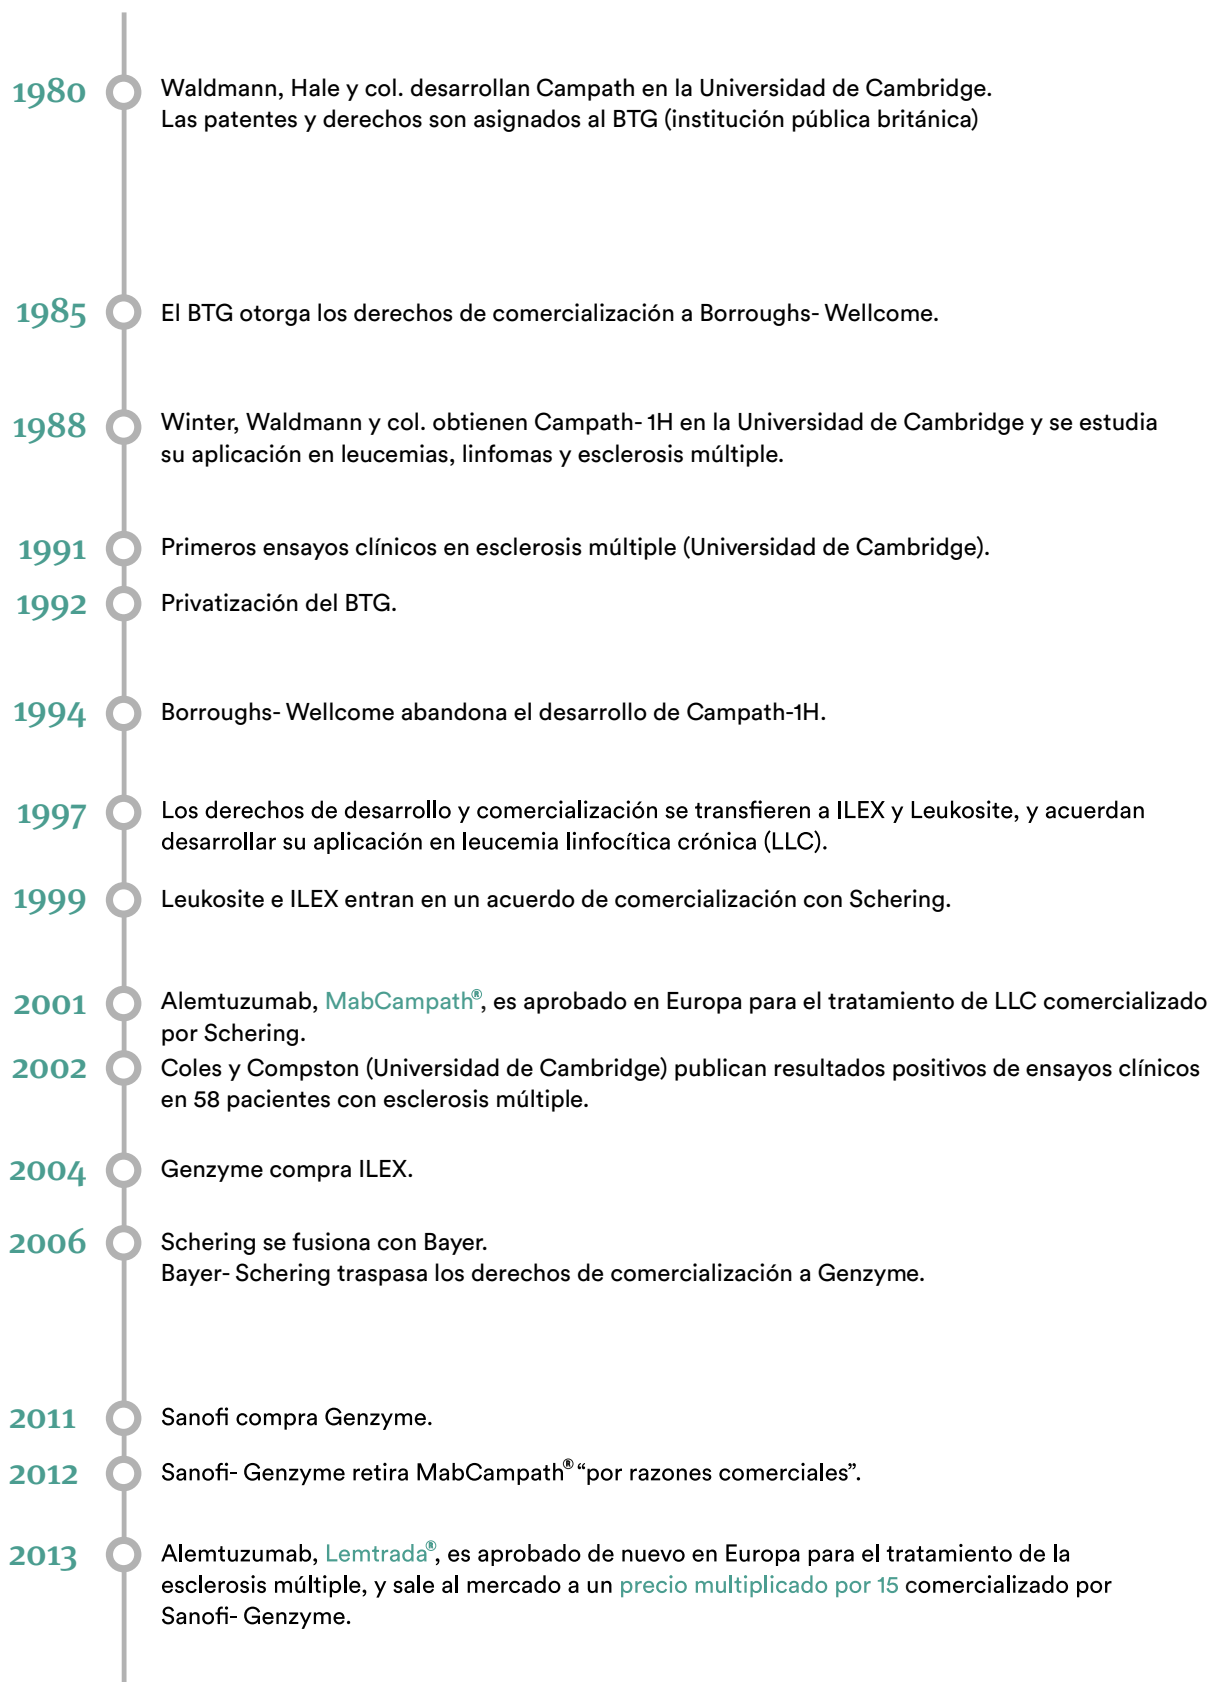 1980
Waldmann, Hale y col. desarrollan Campath en la Universidad de Cambridge.
Las patentes y derechos son asignados al BTG (institución pública británica)
1985
El BTG otorga los derechos de comercialización a Borroughs- Wellcome.
1988
Winter, Waldmann y col. obtienen Campath- 1H en la Universidad de Cambridge y se estudia
su aplicación en leucemias, linfomas y esclerosis múltiple.
1991
Primeros ensayos clínicos en esclerosis múltiple (Universidad de Cambridge).
1992
Privatización del BTG.
1994
Borroughs- Wellcome abandona el desarrollo de Campath-1H.
1997
Los derechos de desarrollo y comercialización se transfieren a ILEX y Leukosite, y acuerdan
desarrollar su aplicación en leucemia linfocítica crónica (LLC).
1999
Leukosite e ILEX entran en un acuerdo de comercialización con Schering.
2001
Alemtuzumab, MabCampath®, es aprobado en Europa para el tratamiento de LLC comercializado
por Schering.
2002
Coles y Compston (Universidad de Cambridge) publican resultados positivos de ensayos clínicos
en 58 pacientes con esclerosis múltiple.
2004
Genzyme compra ILEX.
2006
Schering se fusiona con Bayer.
Bayer- Schering traspasa los derechos de comercialización a Genzyme.
2011
Sanofi compra Genzyme.
2012
Sanofi- Genzyme retira MabCampath® “por razones comerciales”.
2013
Alemtuzumab, Lemtrada®, es aprobado de nuevo en Europa para el tratamiento de la
esclerosis múltiple, y sale al mercado a un precio multiplicado por 15 comercializado por
Sanofi- Genzyme.